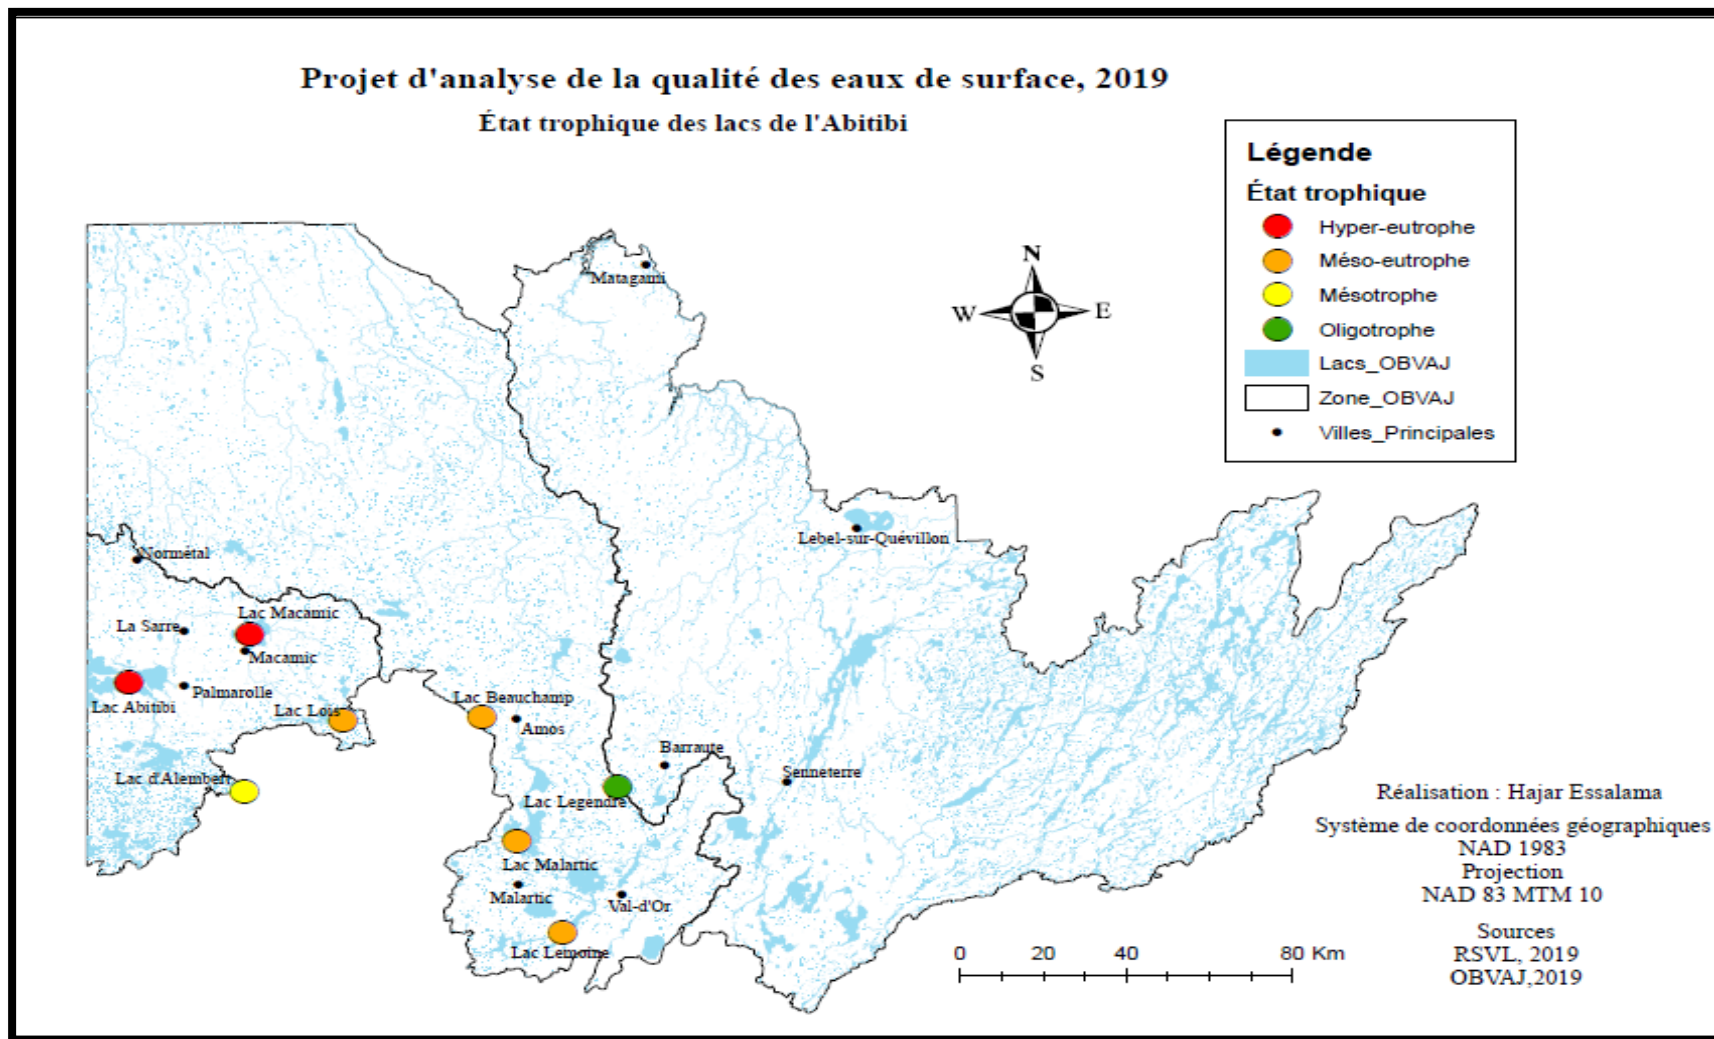 Projet d'analyse de la qualité des eaux de surface, 2019
État trophique des lacs de l'Abitibi
Légende
État trophique
Hyper-eutrophe
Méso-eutrophe
Mésotrophe
Oligotrophe
Lacs_OBVAJ
Zone_OBVAJ
Villes_Principales
N
W
E
S
Matagami
Lebel-sur-Quévillon
Normétal
Lac Macamic
La Sarre
Macamic
Palmarolle
Lac Abitibi
Lac Lois
Lac Beauchamp
Amos
Barraute
Senneterre
Lac d'Alembert
Lac Legendre
Lac Malartic
Malartic
Val-d'Or
Lac Lemoine
Réalisation : Hajar Essalama
Système de coordonnées géographiques
NAD 1983
Projection
NAD 83 MTM 10
Sources
RSVL, 2019
OBVAJ,2019
0 20 40 80 Km